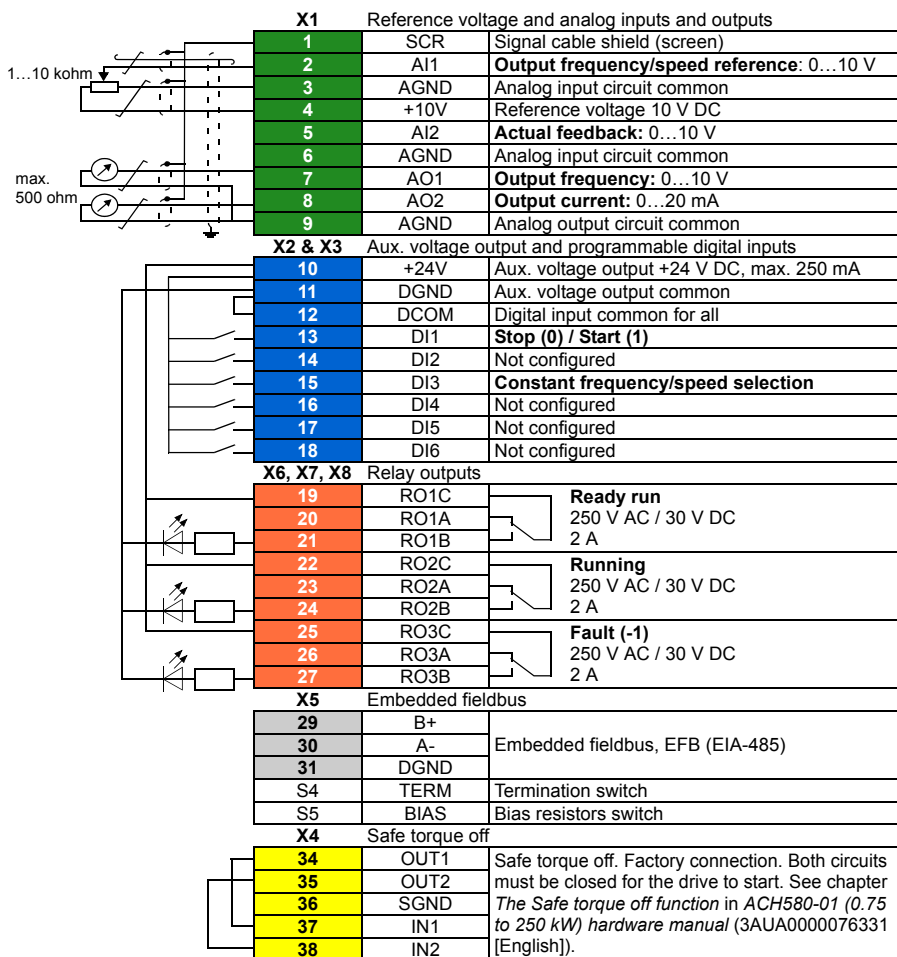 X1 Reference voltage and analog inputs and outputs
1 SCR Signal cable shield (screen)
2 AI1 Output frequency/speed reference: 0…10 V
1…10 kohm
3 AGND Analog input circuit common
4 +10V Reference voltage 10 V DC
5 AI2 Actual feedback: 0…10 V
6 AGND Analog input circuit common
max.
500 ohm
7 AO1 Output frequency: 0…10 V
8 AO2 Output current: 0…20 mA
9 AGND Analog output circuit common
X2 & X3 Aux. voltage output and programmable digital inputs
10 +24V Aux. voltage output +24 V DC, max. 250 mA
11 DGND Aux. voltage output common
12 DCOM Digital input common for all
13 DI1 Stop (0) / Start (1)
14 DI2 Not configured
15 DI3 Constant frequency/speed selection
16 DI4 Not configured
17 DI5 Not configured
18 DI6 Not configured
X6, X7, X8 Relay outputs
19 RO1C Ready run
20 RO1A 250 V AC / 30 V DC
21 RO1B 2 A
22 RO2C Running
23 RO2A 250 V AC / 30 V DC
24 RO2B 2 A
25 RO3C Fault (-1)
26 RO3A 250 V AC / 30 V DC
27 RO3B 2 A
X5 Embedded fieldbus
29 B+
30 A- Embedded fieldbus, EFB (EIA-485)
31 DGND
S4 TERM Termination switch
S5 BIAS Bias resistors switch
X4 Safe torque off
34 OUT1 Safe torque off. Factory connection. Both circuits
35 OUT2 must be closed for the drive to start. See chapter
36 SGND The Safe torque off function in ACH580-01 (0.75
37 IN1 to 250 kW) hardware manual (3AUA0000076331
38 IN2 [English]).